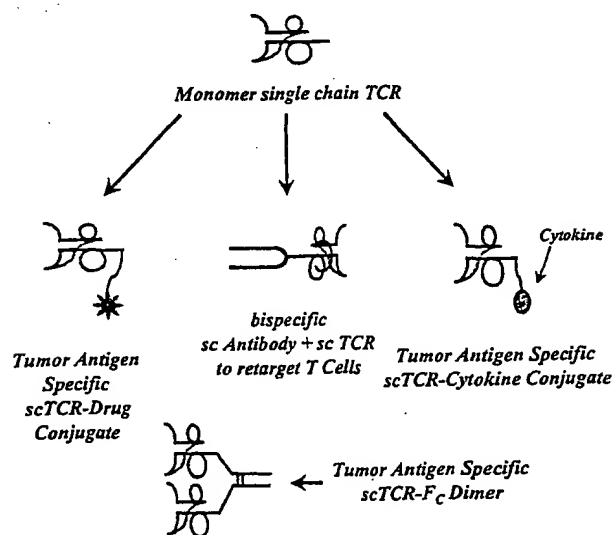 Monomer single chain TCR
Cytokine
Tumor Antigen
Specific
scTCR-Drug
Conjugate
bispecific
sc Antibody + sc TCR
to retarget T Cells
Tumor Antigen Specific
scTCR-Cytokine Conjugate
Tumor Antigen Specific
scTCR-FC Dimer